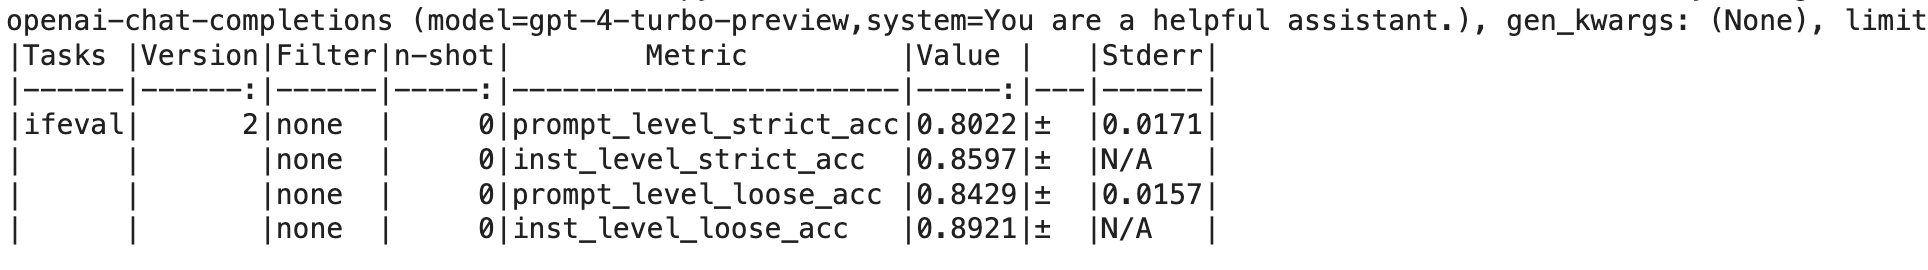 openai-chat-completions (model=gpt-4-turbo-preview,system=You are a helpful assistant.), gen_kwargs: (None), limit
|Tasks |Version|Filter|n-shot|        Metric         |Value |   |Stderr|
|------|------:|------|-----:|-----------------------|-----:|---|------|
|ifeval|      2|none  |     0|prompt_level_strict_acc|0.8022|±  |0.0171|
|      |       |none  |     0|inst_level_strict_acc  |0.8597|±  |N/A   |
|      |       |none  |     0|prompt_level_loose_acc |0.8429|±  |0.0157|
|      |       |none  |     0|inst_level_loose_acc   |0.8921|±  |N/A   |